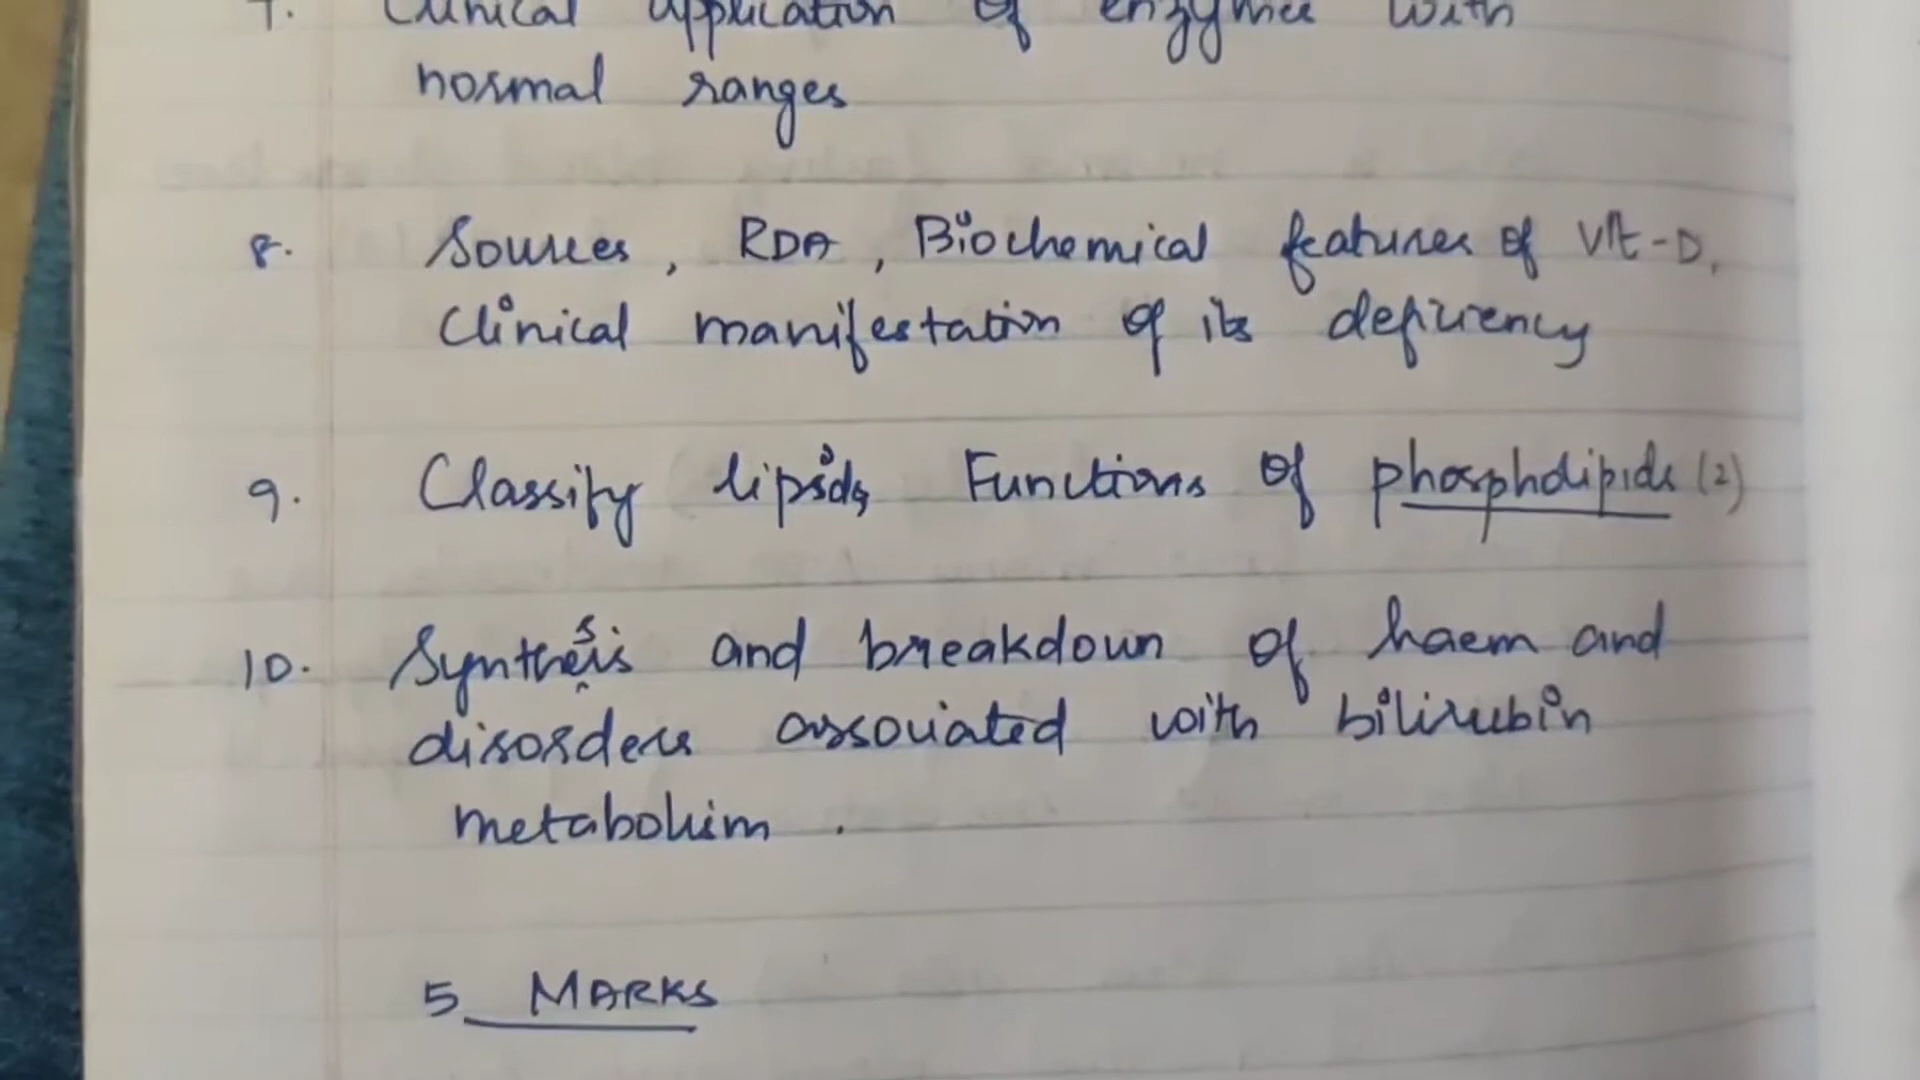 7. Clinical application of enzymes with
normal ranges
8. Sources, RDA, Biochemical features of Vit-D,
Clinical manifestation of its deficiency
9. Classify lipids, Functions of phospholipids (2)
10. Synthesis and breakdown of haem and
disorders associated with bilirubin
metabolism.
5 MARKS